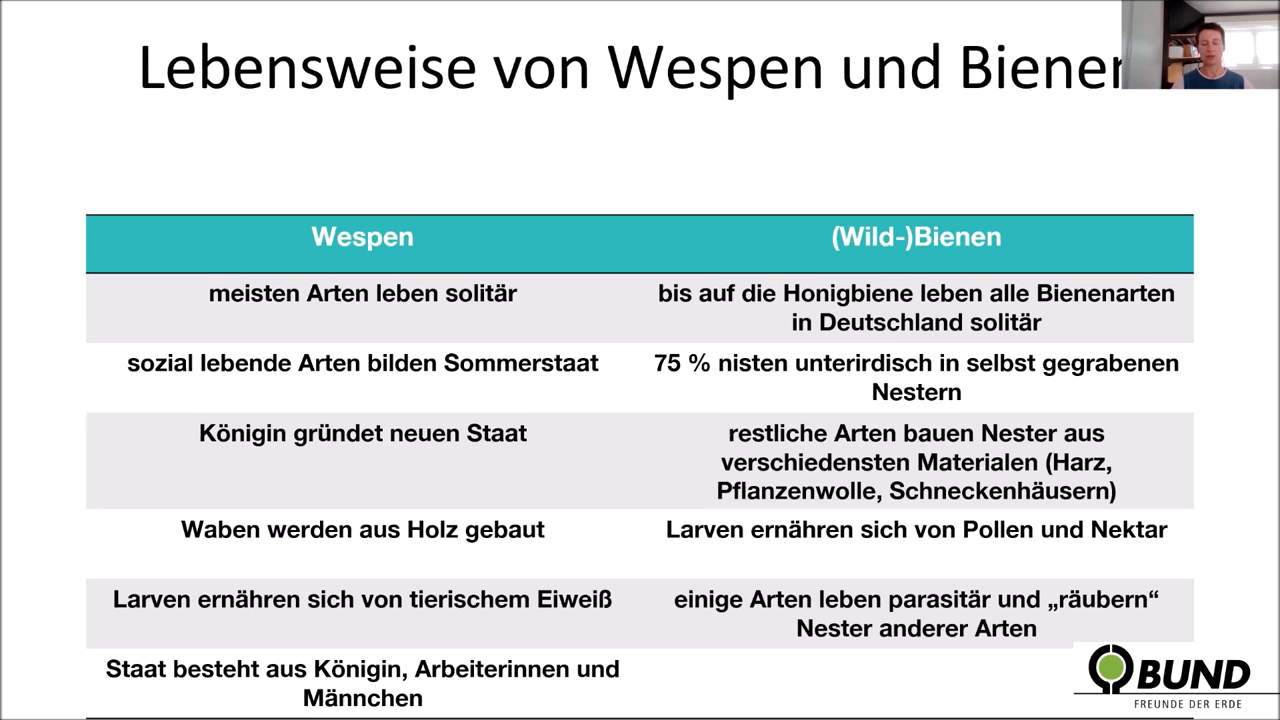 Lebensweise von Wespen und Bienen
Wespen
(Wild-)Bienen
meisten Arten leben solitär
bis auf die Honigbiene leben alle Bienenarten
in Deutschland solitär
sozial lebende Arten bilden Sommerstaat
75 % nisten unterirdisch in selbst gegrabenen
Nestern
Königin gründet neuen Staat
restliche Arten bauen Nester aus
verschiedensten Materialen (Harz,
Pflanzenwolle, Schneckenhäusern)
Waben werden aus Holz gebaut
Larven ernähren sich von Pollen und Nektar
Larven ernähren sich von tierischem Eiweiß
einige Arten leben parasitär und „räubern“
Nester anderer Arten
Staat besteht aus Königin, Arbeiterinnen und
Männchen
BUND
FREUNDE DER ERDE